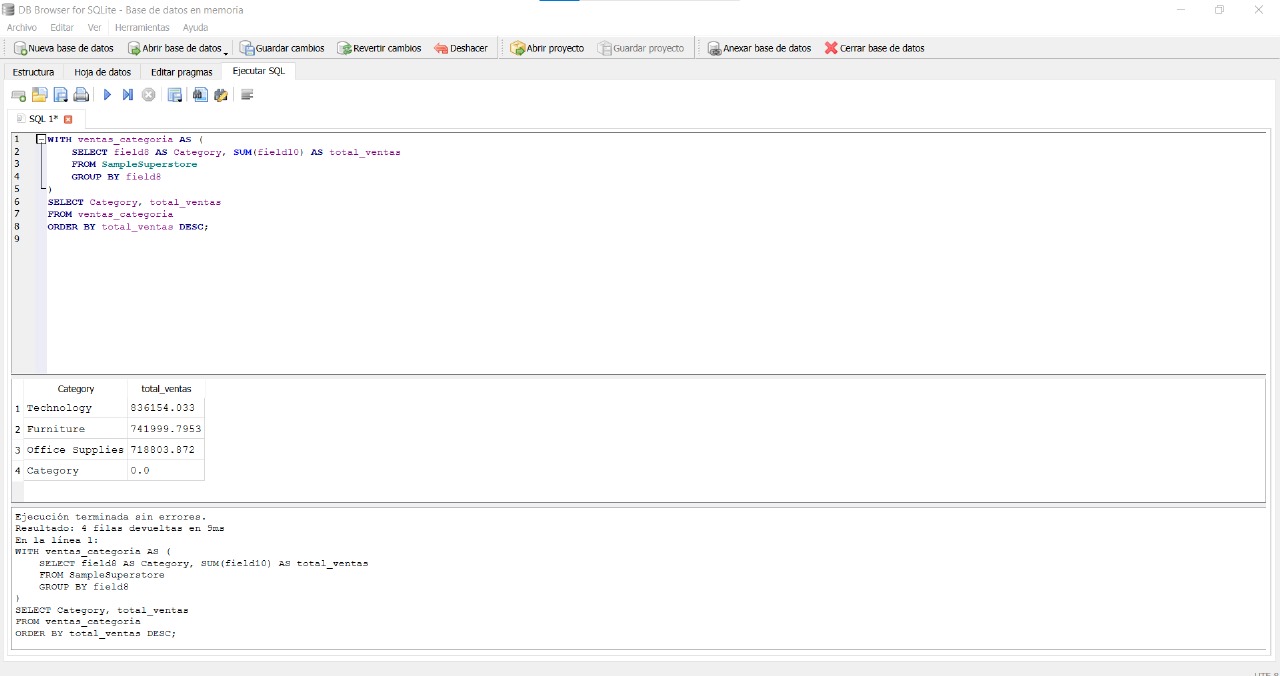 DB Browser for SQLite - Base de datos en memoria
Archivo Editar Ver Herramientas Ayuda
Nueva base de datos Abrir base de datos Guardar cambios Revertir cambios Deshacer Abrir proyecto Guardar proyecto Anexar base de datos Cerrar base de datos
Estructura Hoja de datos Editar pragmas Ejecutar SQL
SQL 1*
1 WITH ventas_categoria AS (
2 SELECT field8 AS Category, SUM(field10) AS total_ventas
3 FROM SampleSuperstore
4 GROUP BY field8
5 )
6 SELECT Category, total_ventas
7 FROM ventas_categoria
8 ORDER BY total_ventas DESC;
9
Category total_ventas
1 Technology 836154.033
2 Furniture 741999.7953
3 Office Supplies 718803.872
4 Category 0.0
Ejecución terminada sin errores.
Resultado: 4 filas devueltas en 9ms
En la línea 1:
WITH ventas_categoria AS (
SELECT field8 AS Category, SUM(field10) AS total_ventas
FROM SampleSuperstore
GROUP BY field8
)
SELECT Category, total_ventas
FROM ventas_categoria
ORDER BY total_ventas DESC;